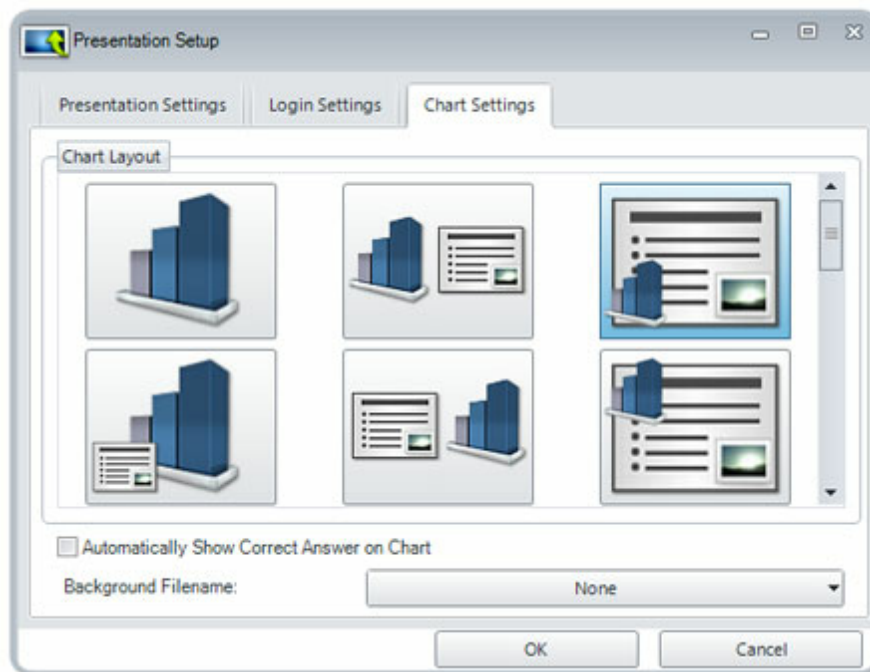 Presentation Setup
Presentation Settings
Login Settings
Chart Settings
Chart Layout
Automatically Show Correct Answer on Chart
Background Filename:
None
OK
Cancel